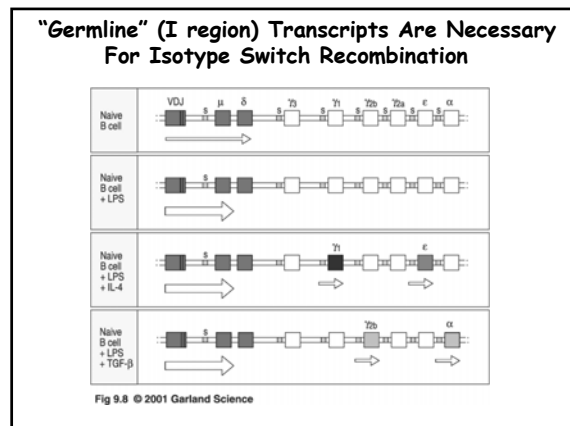 “Germline” (I region) Transcripts Are Necessary
For Isotype Switch Recombination
Naive
B cell
VDJ s μ δ s γ3 s γ1 s γ2b s γ2a s ε s α
Naive
B cell
+ LPS
s
Naive
B cell
+ LPS
+ IL-4
s γ1 ε
Naive
B cell
+ LPS
+ TGF-β
s γ2b α
Fig 9.8 © 2001 Garland Science